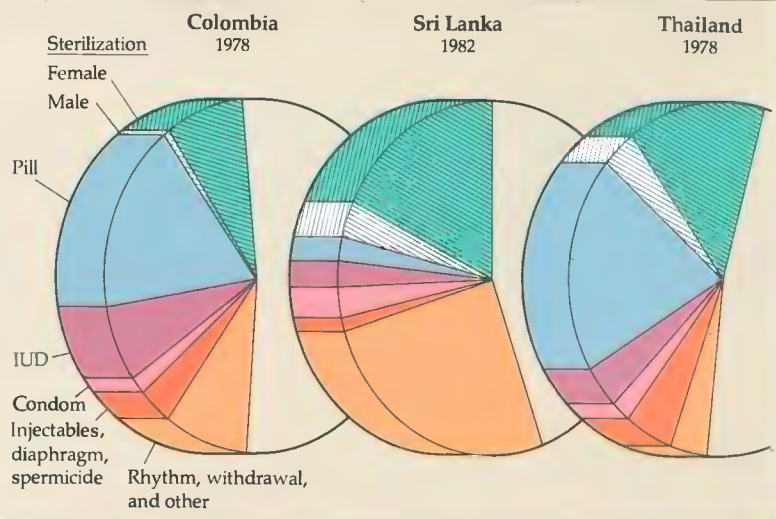 Colombia
1978
Sri Lanka
1982
Thailand
1978
Sterilization
Female
Male
Pill
IUD
Condom
Injectables,
diaphragm,
spermicide
Rhythm, withdrawal,
and other